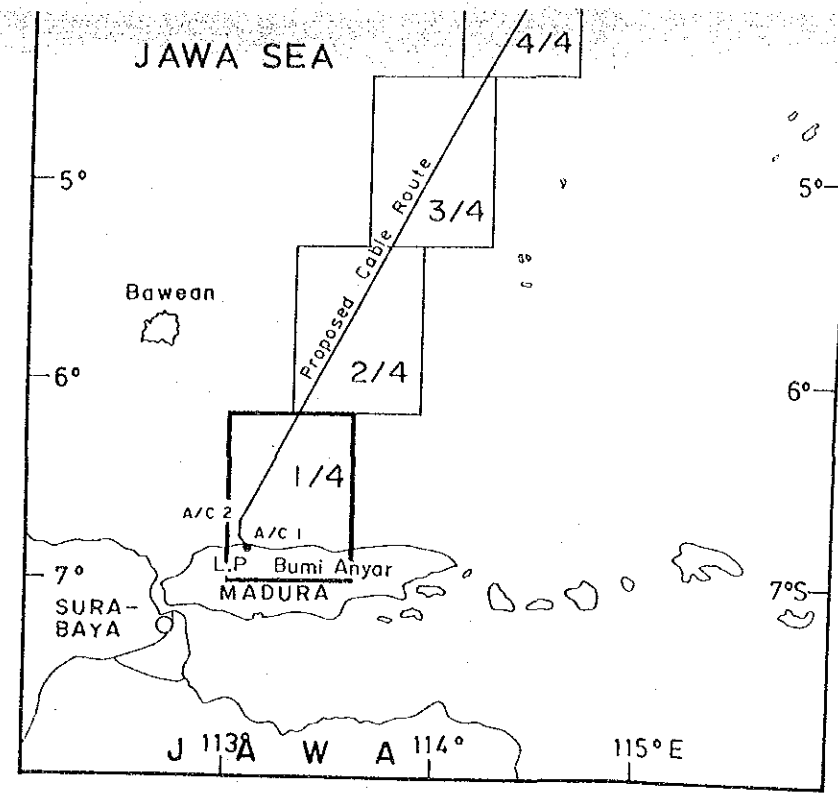 4/4
JAWA SEA
5°
5°
3/4
Proposed Cable Route
Bawean
2/4
6°
6°
1/4
A/C 2
A/C 1
L.P Bumi Anyar
7°
MADURA
7°S
SURA-
BAYA
JAWA
113°
114°
115°E